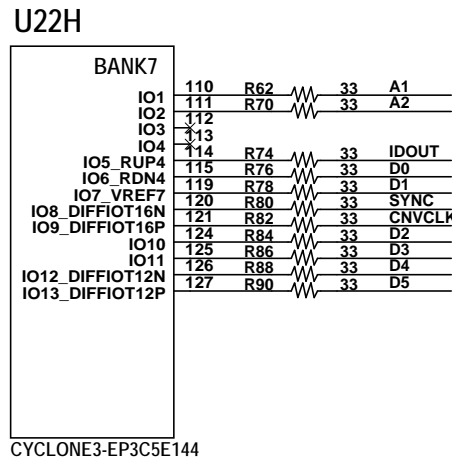 U22H
BANK7
IO1 110 R62 33 A1
IO2 111 R70 33 A2
IO3 112
IO4 113
IO5_RUP4 114 R74 33 IDOUT
IO6_RDN4 115 R76 33 D0
IO7_VREF7 119 R78 33 D1
IO8_DIFFIOT16N 120 R80 33 SYNC
IO9_DIFFIOT16P 121 R82 33 CNVCLK
IO10 124 R84 33 D2
IO11 125 R86 33 D3
IO12_DIFFIOT12N 126 R88 33 D4
IO13_DIFFIOT12P 127 R90 33 D5
CYCLONE3-EP3C5E144